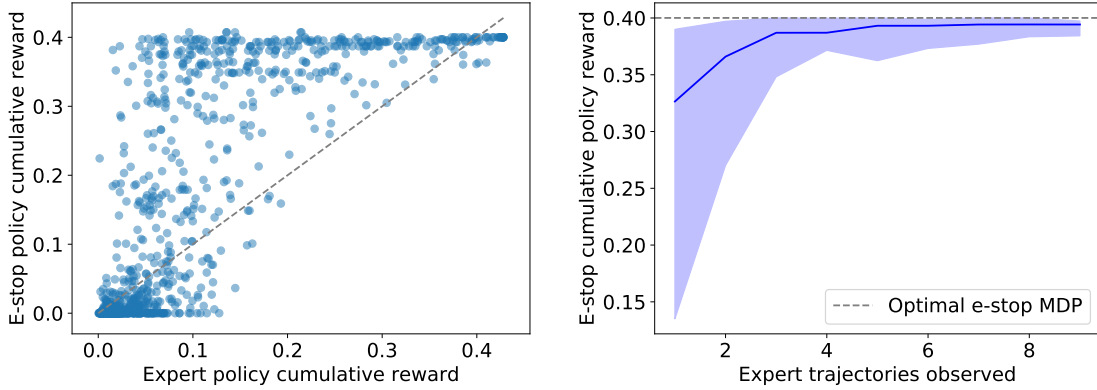 0.4
0.3
0.2
0.1
0.0
E-stop policy cumulative reward
0.0 0.1 0.2 0.3 0.4
Expert policy cumulative reward
0.40
0.35
0.30
0.25
0.20
0.15
E-stop cumulative policy reward
Optimal e-stop MDP
2 4 6 8
Expert trajectories observed